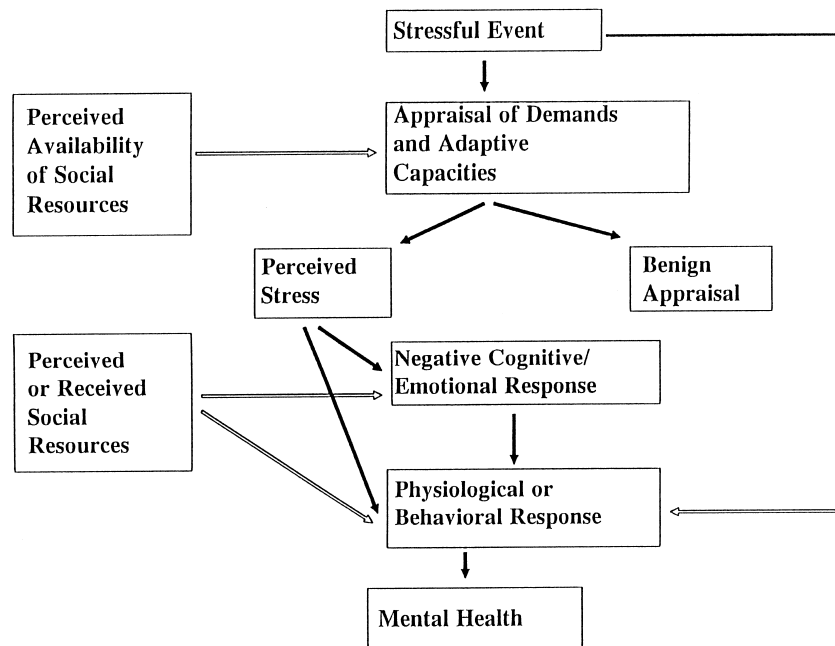 Stressful Event
Perceived
Availability
of Social
Resources
Appraisal of Demands
and Adaptive
Capacities
Perceived
Stress
Benign
Appraisal
Perceived
or Received
Social
Resources
Negative Cognitive/
Emotional Response
Physiological or
Behavioral Response
Mental Health